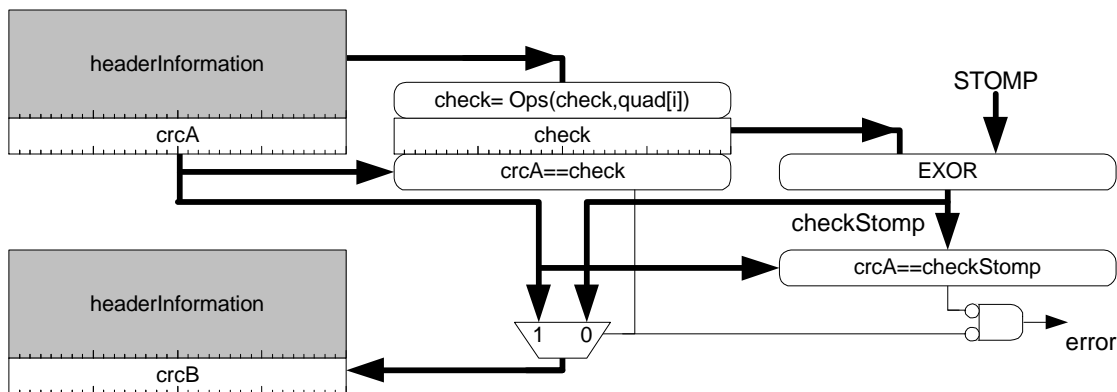 headerInformation
check= Ops(check,quad[i])
STOMP
crcA
check
crcA==check
EXOR
checkStomp
headerInformation
crcA==checkStomp
1 0
error
crcB